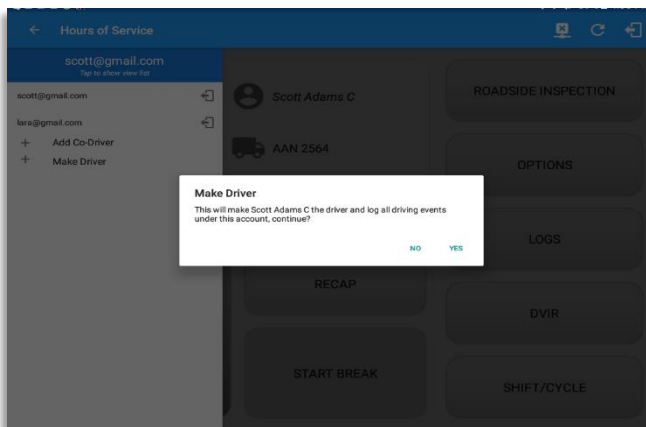 Hours of Service
scott@gmail.com
Tap to show view list
scott@gmail.com
lara@gmail.com
+ Add Co-Driver
+ Make Driver
Scott Adams C
AAN 2564
ROADSIDE INSPECTION
OPTIONS
Make Driver
This will make Scott Adams C the driver and log all driving events
under this account, continue?
NO YES
LOGS
RECAP
DVIR
START BREAK
SHIFT/CYCLE